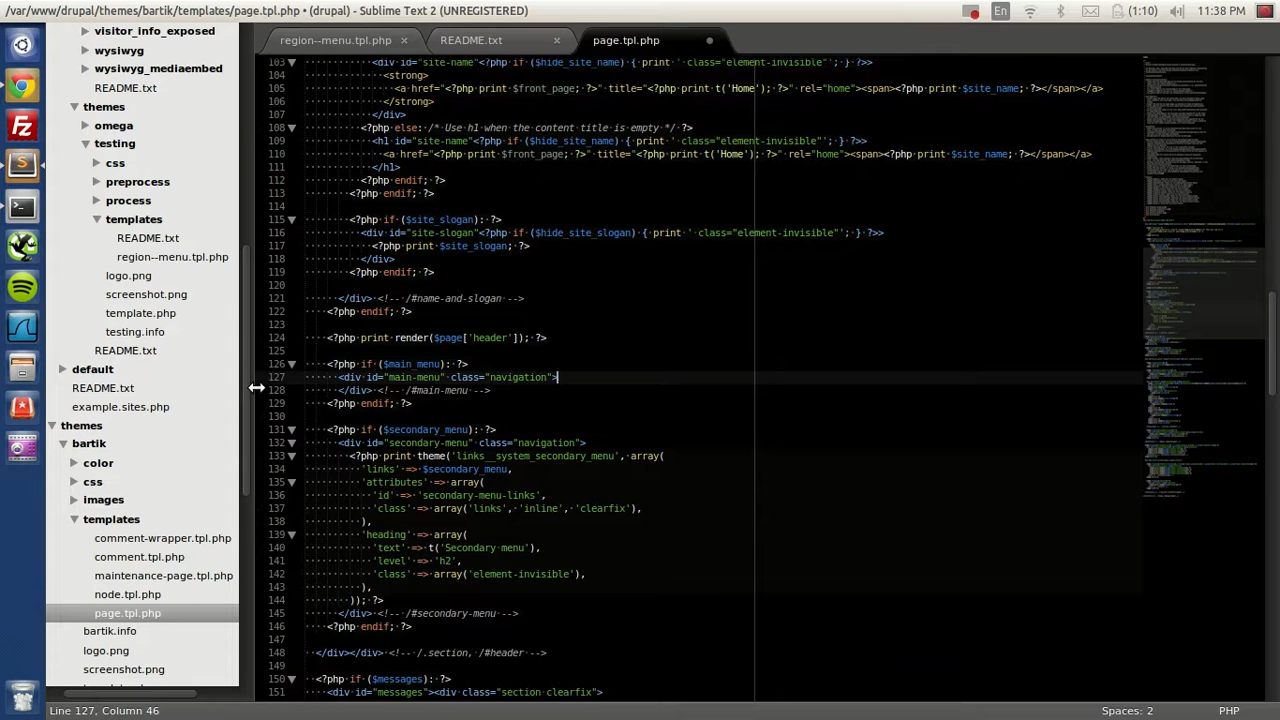 /var/www/drupal/themes/bartik/templates/page.tpl.php • (drupal) - Sublime Text 2 (UNREGISTERED)
En
(1:10)
11:38 PM
visitor_info_exposed
wysiwyg
wysiwyg_mediaembed
README.txt
themes
omega
testing
css
preprocess
process
templates
README.txt
region--menu.tpl.php
logo.png
screenshot.png
template.php
testing.info
README.txt
default
README.txt
example.sites.php
themes
bartik
color
css
images
templates
comment-wrapper.tpl.php
comment.tpl.php
maintenance-page.tpl.php
node.tpl.php
page.tpl.php
bartik.info
logo.png
screenshot.png
region--menu.tpl.php
README.txt
page.tpl.php
103 <div id="site-name"<?php if ($hide_site_name) { print ' class="element-invisible"'; } ?>>
104 <strong>
105 <a href="<?php print $front_page; ?>" title="<?php print t('Home'); ?>" rel="home"><span><?php print $site_name; ?></span></a>
106 </strong>
107 </div>
108 <?php else: /* Use h1 when the content title is empty */ ?>
109 <h1 id="site-name"<?php if ($hide_site_name) { print ' class="element-invisible"'; } ?>>
110 <a href="<?php print $front_page; ?>" title="<?php print t('Home'); ?>" rel="home"><span><?php print $site_name; ?></span></a>
111 </h1>
112 <?php endif; ?>
113 <?php endif; ?>
114
115 <?php if ($site_slogan): ?>
116 <div id="site-slogan"<?php if ($hide_site_slogan) { print ' class="element-invisible"'; } ?>>
117 <?php print $site_slogan; ?>
118 </div>
119 <?php endif; ?>
120
121 </div> <!-- /#name-and-slogan -->
122 <?php endif; ?>
123
124 <?php print render($page['header']); ?>
125
126 <?php if ($main_menu): ?>
127 <div id="main-menu" class="navigation">
128 </div> <!-- /#main-menu -->
129 <?php endif; ?>
130
131 <?php if ($secondary_menu): ?>
132 <div id="secondary-menu" class="navigation">
133 <?php print theme('links__system_secondary_menu', array(
134 'links' => $secondary_menu,
135 'attributes' => array(
136 'id' => 'secondary-menu-links',
137 'class' => array('links', 'inline', 'clearfix'),
138 ),
139 'heading' => array(
140 'text' => t('Secondary menu'),
141 'level' => 'h2',
142 'class' => array('element-invisible'),
143 ),
144 )); ?>
145 </div> <!-- /#secondary-menu -->
146 <?php endif; ?>
147
148 </div></div> <!-- /.section, /#header -->
149
150 <?php if ($messages): ?>
151 <div id="messages"><div class="section clearfix">
Line 127, Column 46
Spaces: 2
PHP